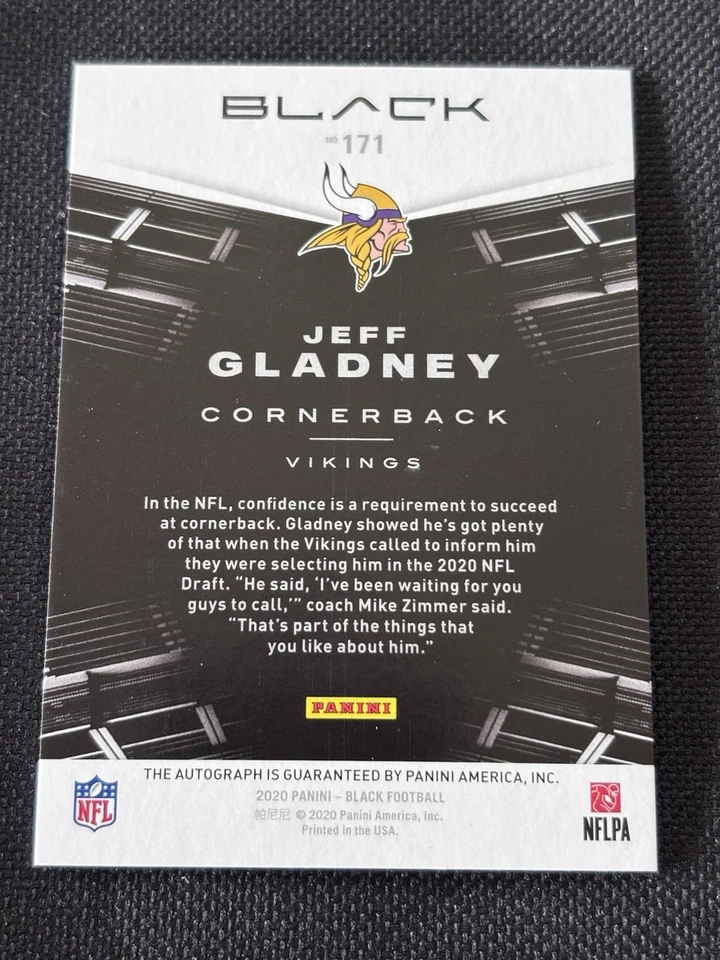 BLACK
NO. 171
JEFF
GLADNEY
CORNERBACK
VIKINGS
In the NFL, confidence is a requirement to succeed
at cornerback. Gladney showed he's got plenty
of that when the Vikings called to inform him
they were selecting him in the 2020 NFL
Draft. “He said, ‘I've been waiting for you
guys to call,’” coach Mike Zimmer said.
“That's part of the things that
you like about him.”
PANINI
THE AUTOGRAPH IS GUARANTEED BY PANINI AMERICA, INC.
2020 PANINI – BLACK FOOTBALL
帕尼尼 © 2020 Panini America, Inc.
Printed in the USA.
NFL
NFLPA